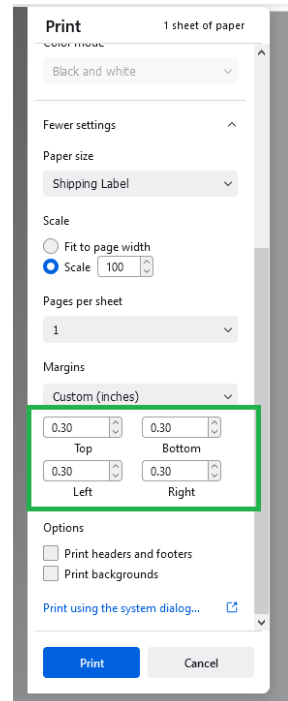 Print 1 sheet of paper
Color mode
Black and white
Fewer settings
Paper size
Shipping Label
Scale
Fit to page width
Scale 100
Pages per sheet
1
Margins
Custom (inches)
0.30 0.30
Top Bottom
0.30 0.30
Left Right
Options
Print headers and footers
Print backgrounds
Print using the system dialog...
Print Cancel